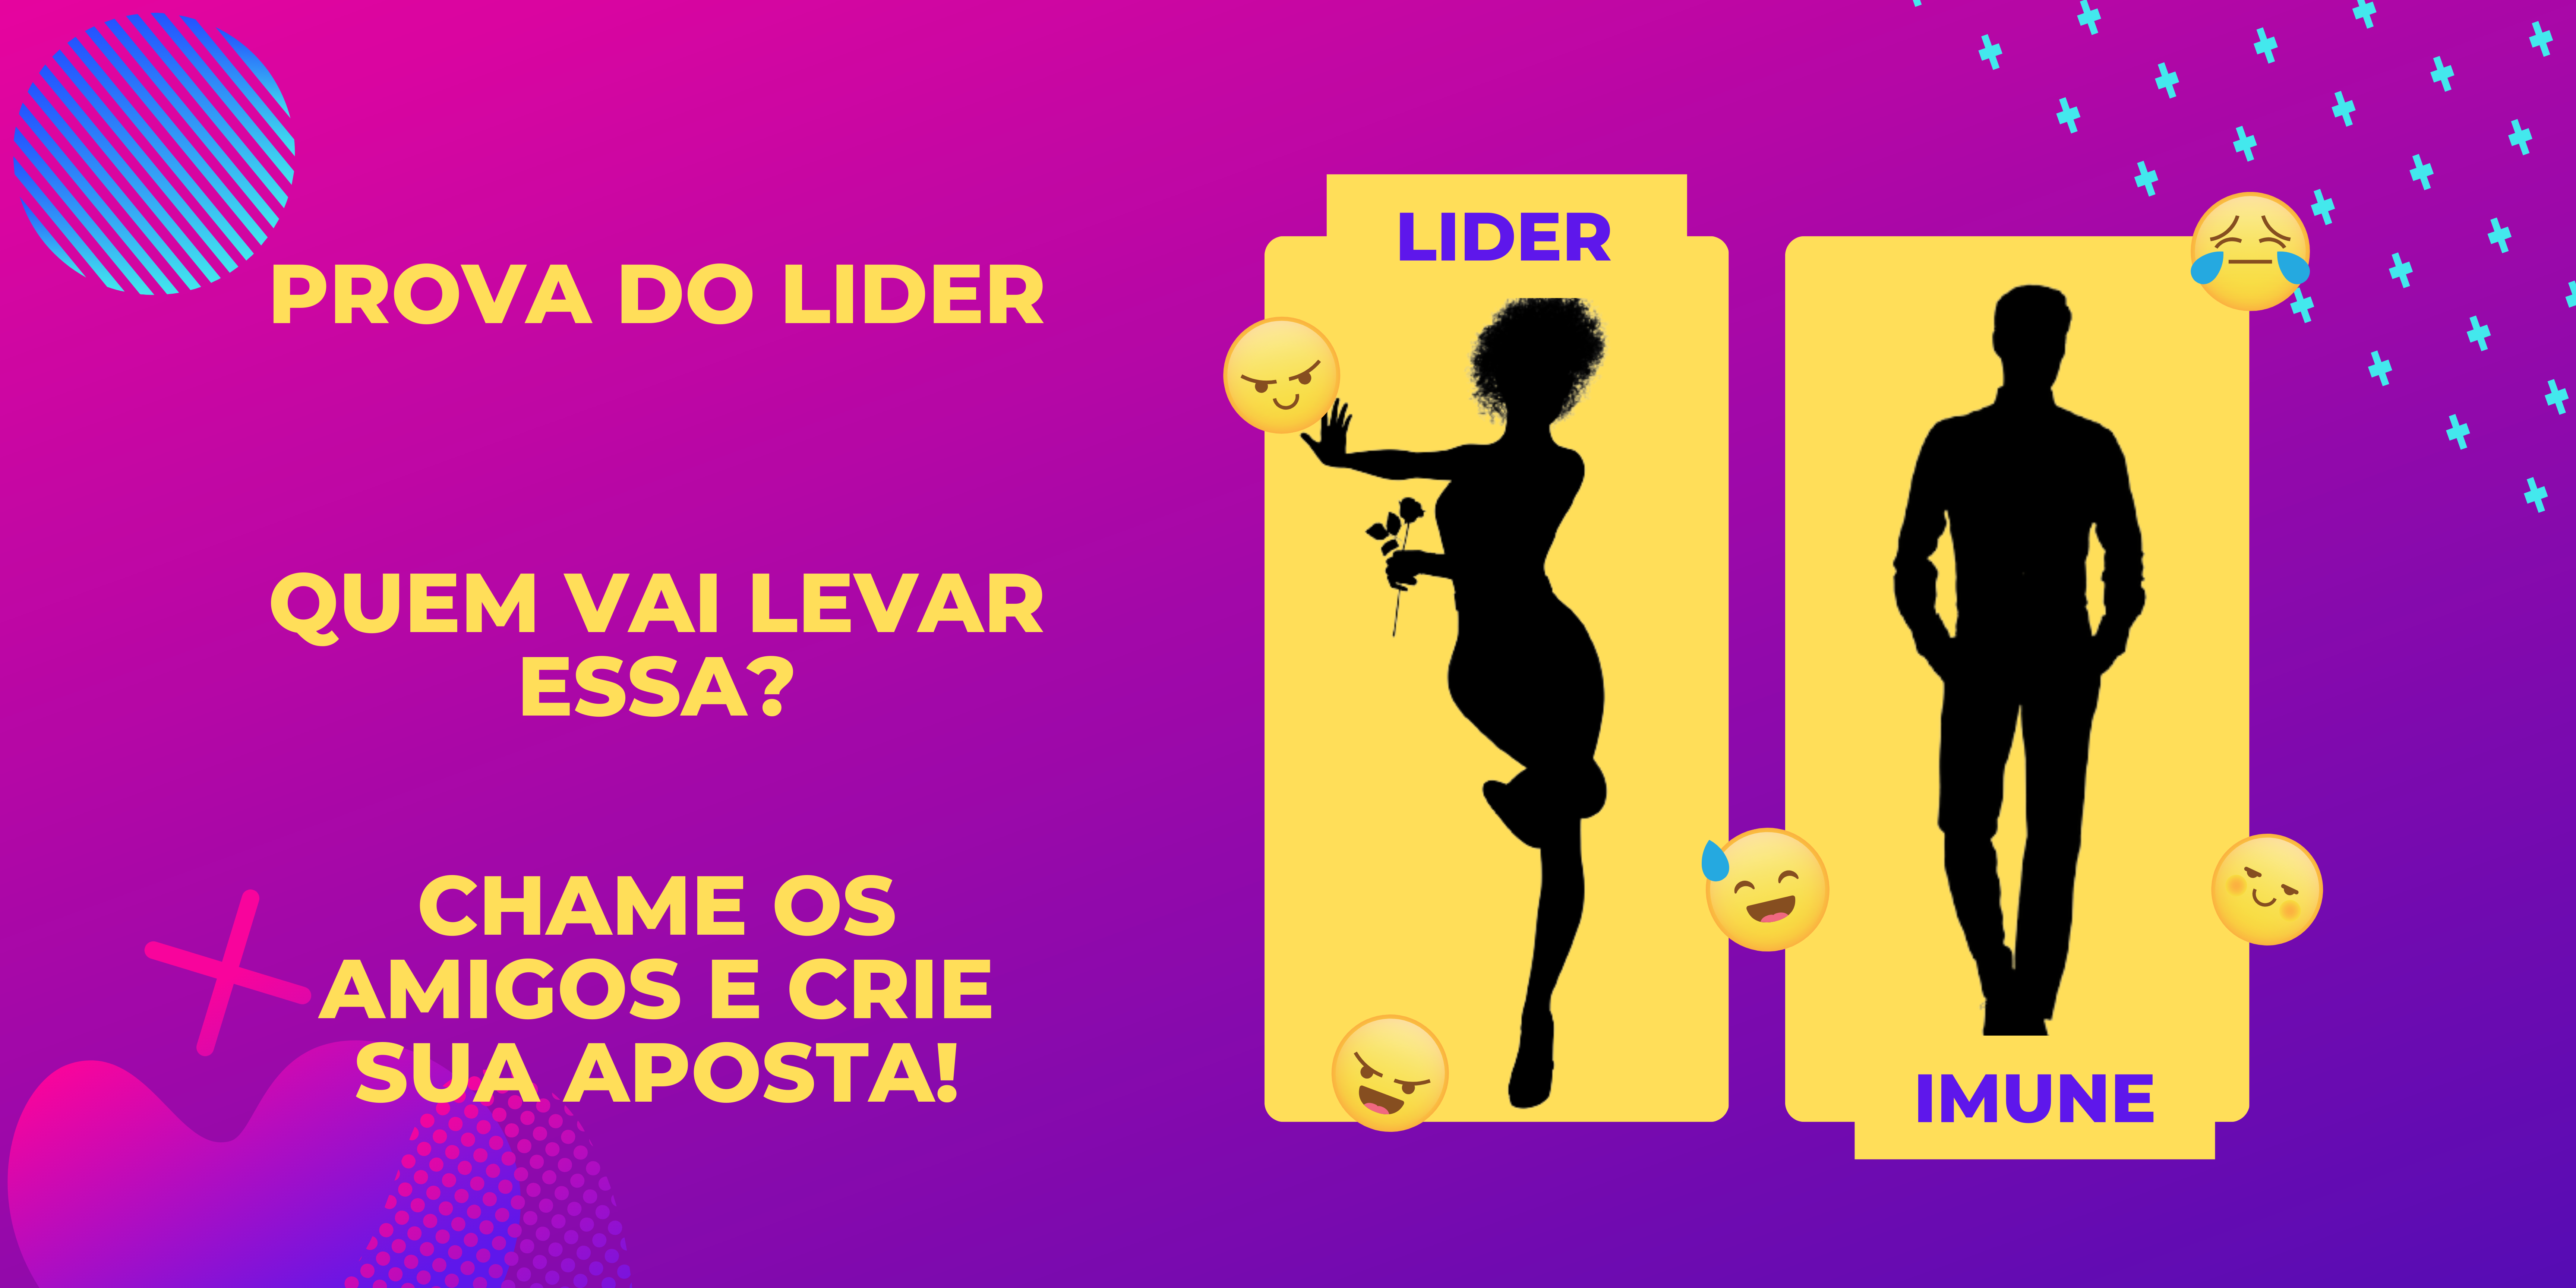 PROVA DO LIDER
QUEM VAI LEVAR
ESSA?
CHAME OS
AMIGOS E CRIE
SUA APOSTA!
LIDER
IMUNE